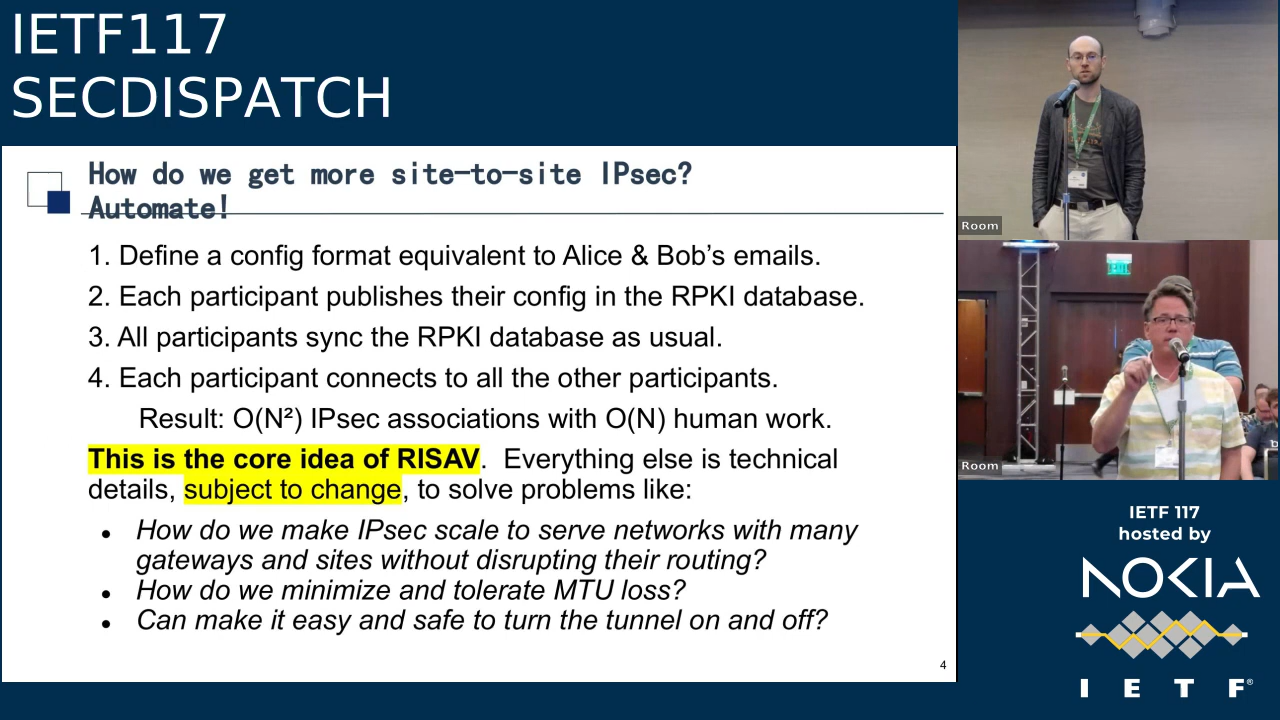 IETF117
SECDISPATCH
How do we get more site-to-site IPsec?
Automate!
1. Define a config format equivalent to Alice & Bob’s emails.
2. Each participant publishes their config in the RPKI database.
3. All participants sync the RPKI database as usual.
4. Each participant connects to all the other participants.
Result: O(N²) IPsec associations with O(N) human work.
This is the core idea of RISAV.  Everything else is technical
details, subject to change, to solve problems like:
● How do we make IPsec scale to serve networks with many
gateways and sites without disrupting their routing?
● How do we minimize and tolerate MTU loss?
● Can make it easy and safe to turn the tunnel on and off?
4
Room
EXIT
Room
IETF 117
hosted by
NOKIA
I E T F®